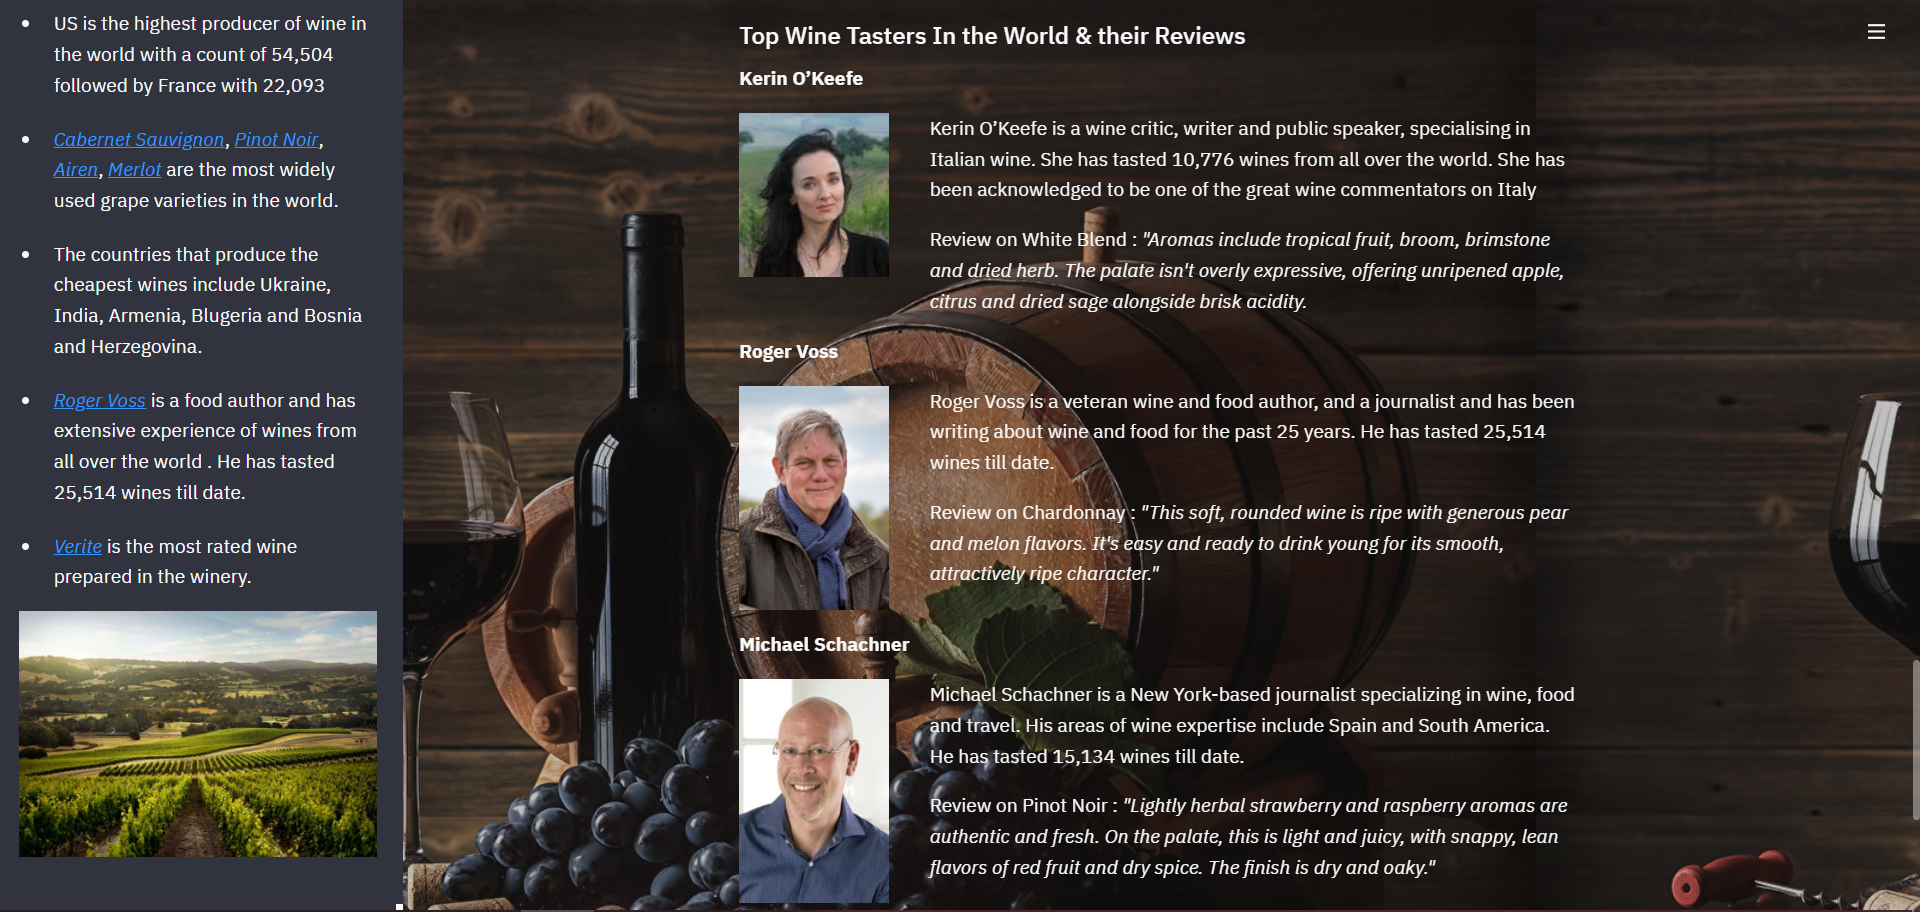 US is the highest producer of wine in
the world with a count of 54,504
followed by France with 22,093
Cabernet Sauvignon, Pinot Noir,
Airen, Merlot are the most widely
used grape varieties in the world.
The countries that produce the
cheapest wines include Ukraine,
India, Armenia, Blugeria and Bosnia
and Herzegovina.
Roger Voss is a food author and has
extensive experience of wines from
all over the world . He has tasted
25,514 wines till date.
Verite is the most rated wine
prepared in the winery.
Top Wine Tasters In the World & their Reviews
Kerin O’Keefe
Kerin O’Keefe is a wine critic, writer and public speaker, specialising in
Italian wine. She has tasted 10,776 wines from all over the world. She has
been acknowledged to be one of the great wine commentators on Italy
Review on White Blend : "Aromas include tropical fruit, broom, brimstone
and dried herb. The palate isn't overly expressive, offering unripened apple,
citrus and dried sage alongside brisk acidity.
Roger Voss
Roger Voss is a veteran wine and food author, and a journalist and has been
writing about wine and food for the past 25 years. He has tasted 25,514
wines till date.
Review on Chardonnay : "This soft, rounded wine is ripe with generous pear
and melon flavors. It's easy and ready to drink young for its smooth,
attractively ripe character."
Michael Schachner
Michael Schachner is a New York-based journalist specializing in wine, food
and travel. His areas of wine expertise include Spain and South America.
He has tasted 15,134 wines till date.
Review on Pinot Noir : "Lightly herbal strawberry and raspberry aromas are
authentic and fresh. On the palate, this is light and juicy, with snappy, lean
flavors of red fruit and dry spice. The finish is dry and oaky."